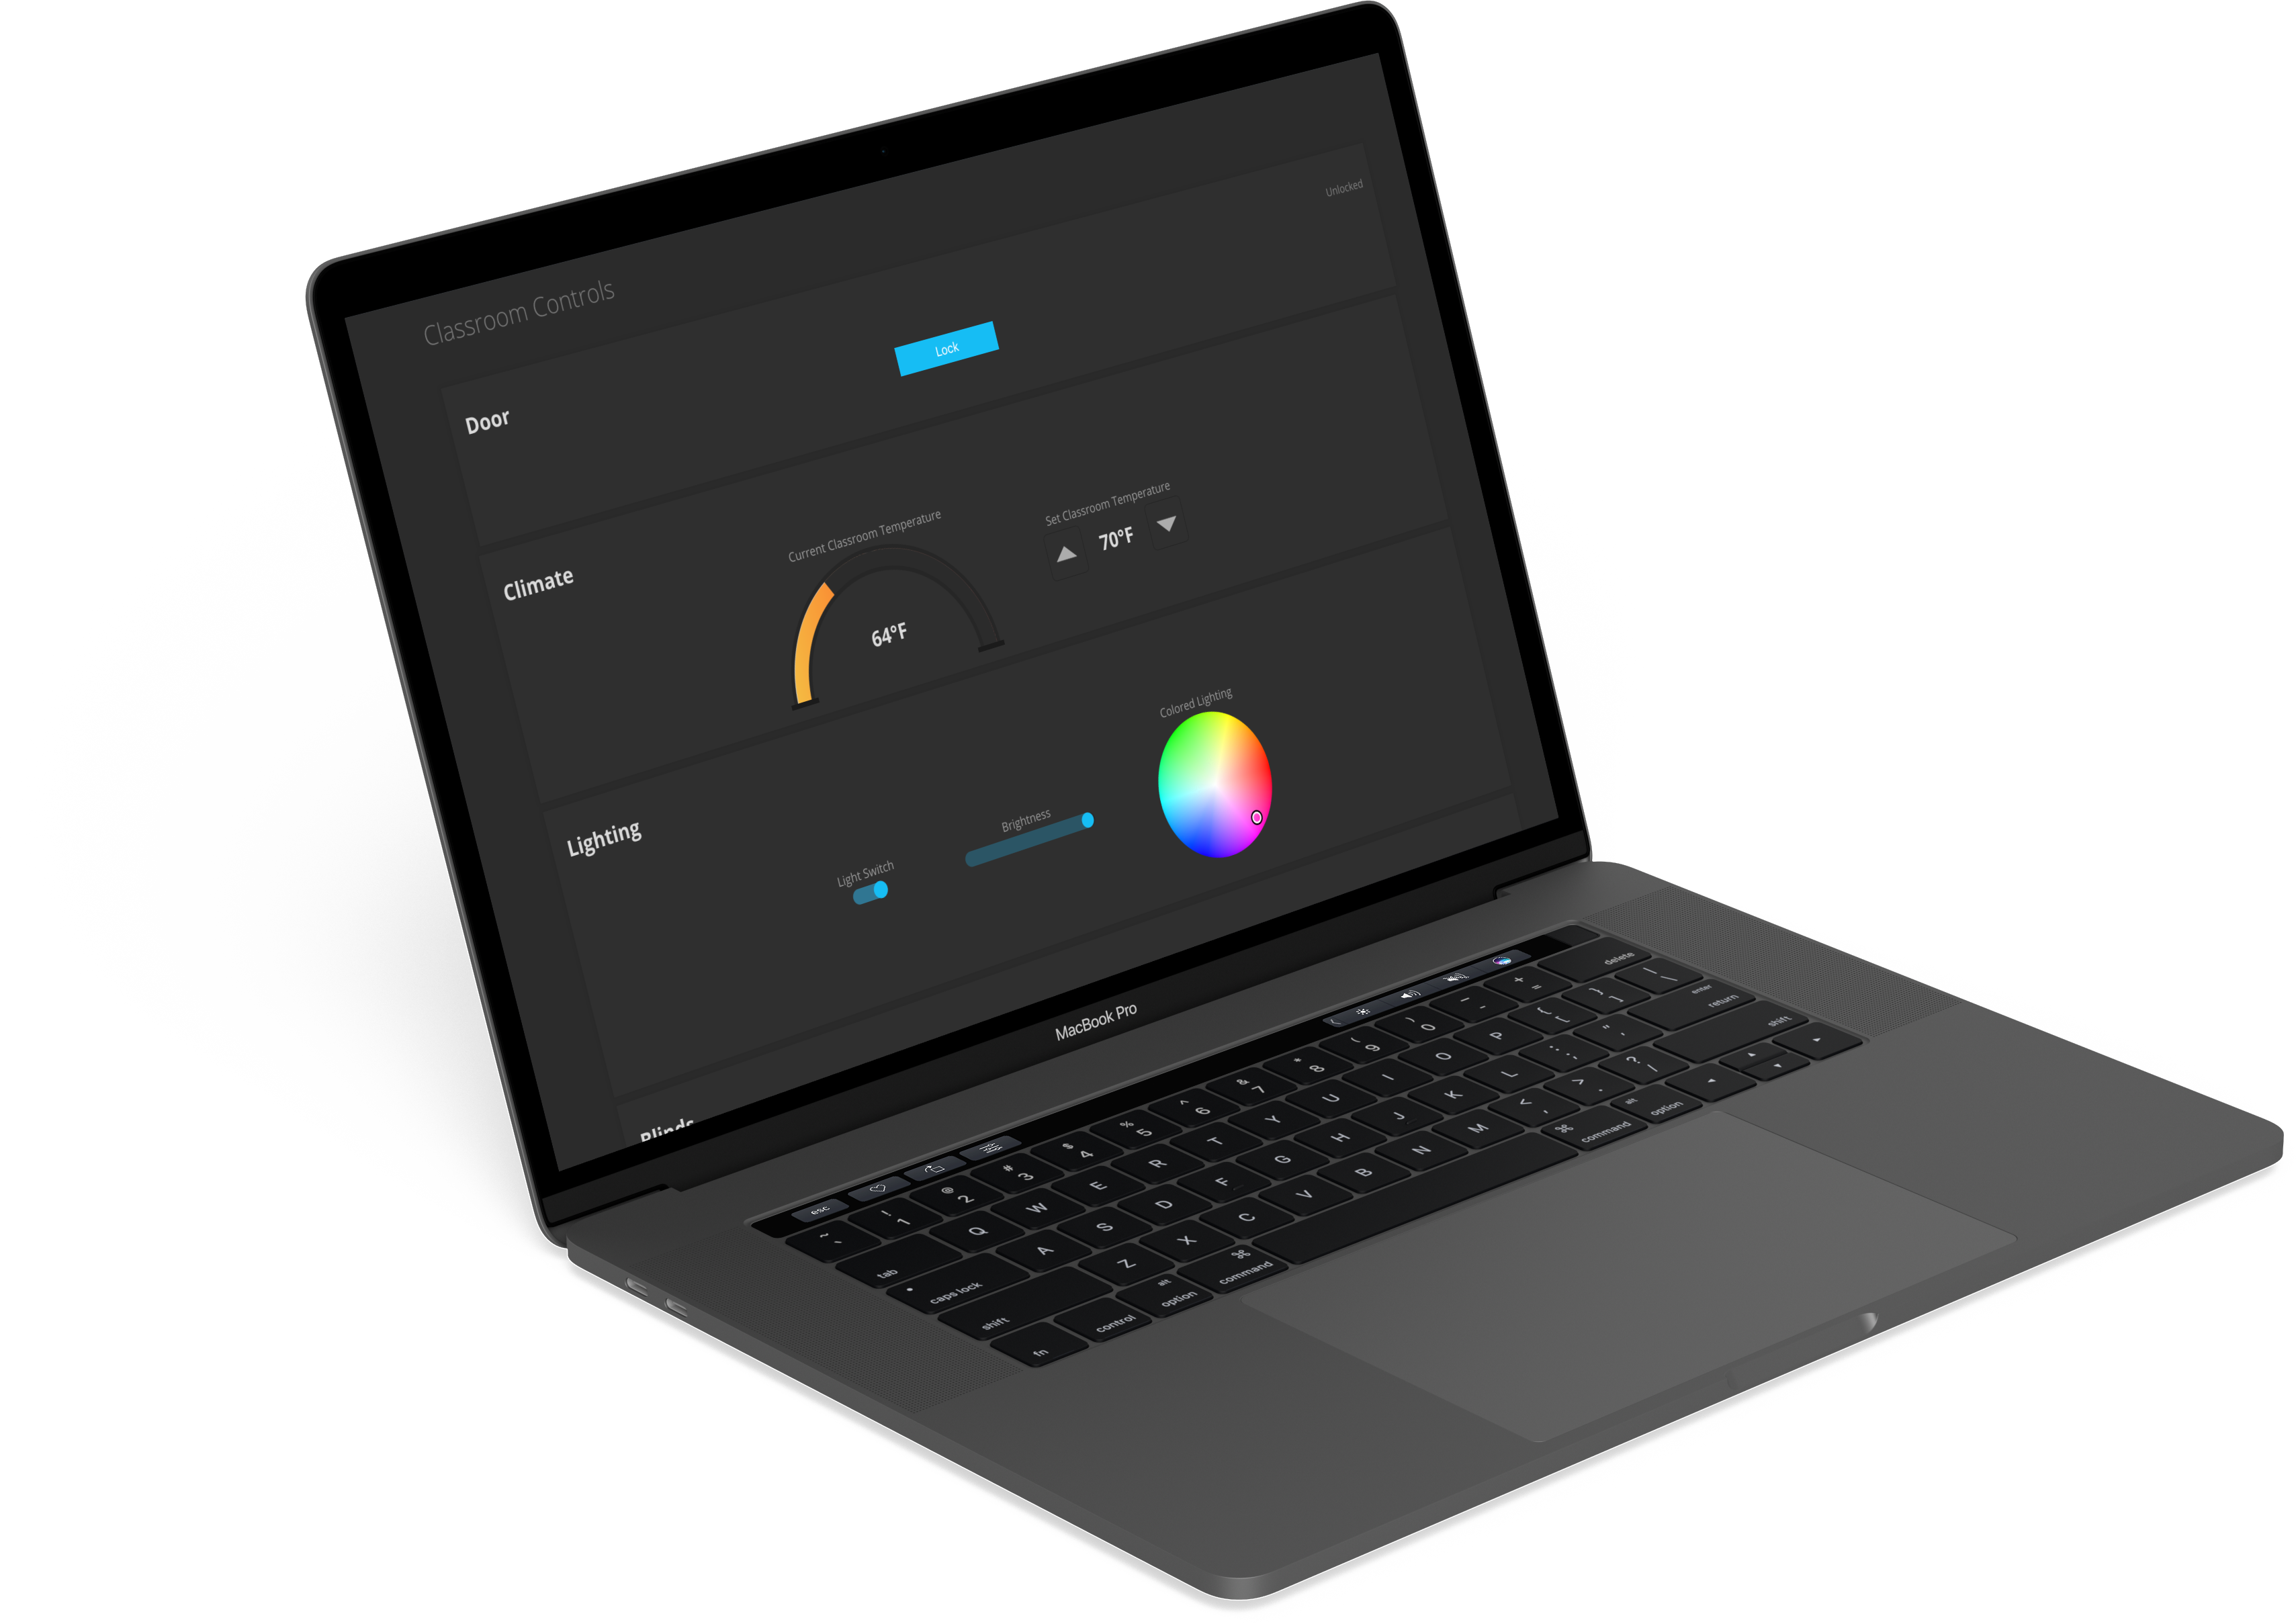 Classroom Controls
Unlocked
Door
Lock
Climate
Current Classroom Temperature
64°F
Set Classroom Temperature
70°F
Lighting
Light Switch
Brightness
Colored Lighting
Blinds
MacBook Pro
esc
~ ` ! 1 @ 2 # 3 $ 4 % 5 ^ 6 & 7 * 8 ( 9 ) 0 _ - + = delete
tab Q W E R T Y U I O P { [ } ] | \
caps lock A S D F G H J K L : ; " ' enter return
shift Z X C V B N M < , > . ? / shift
fn control alt option ⌘ command ⌘ command alt option